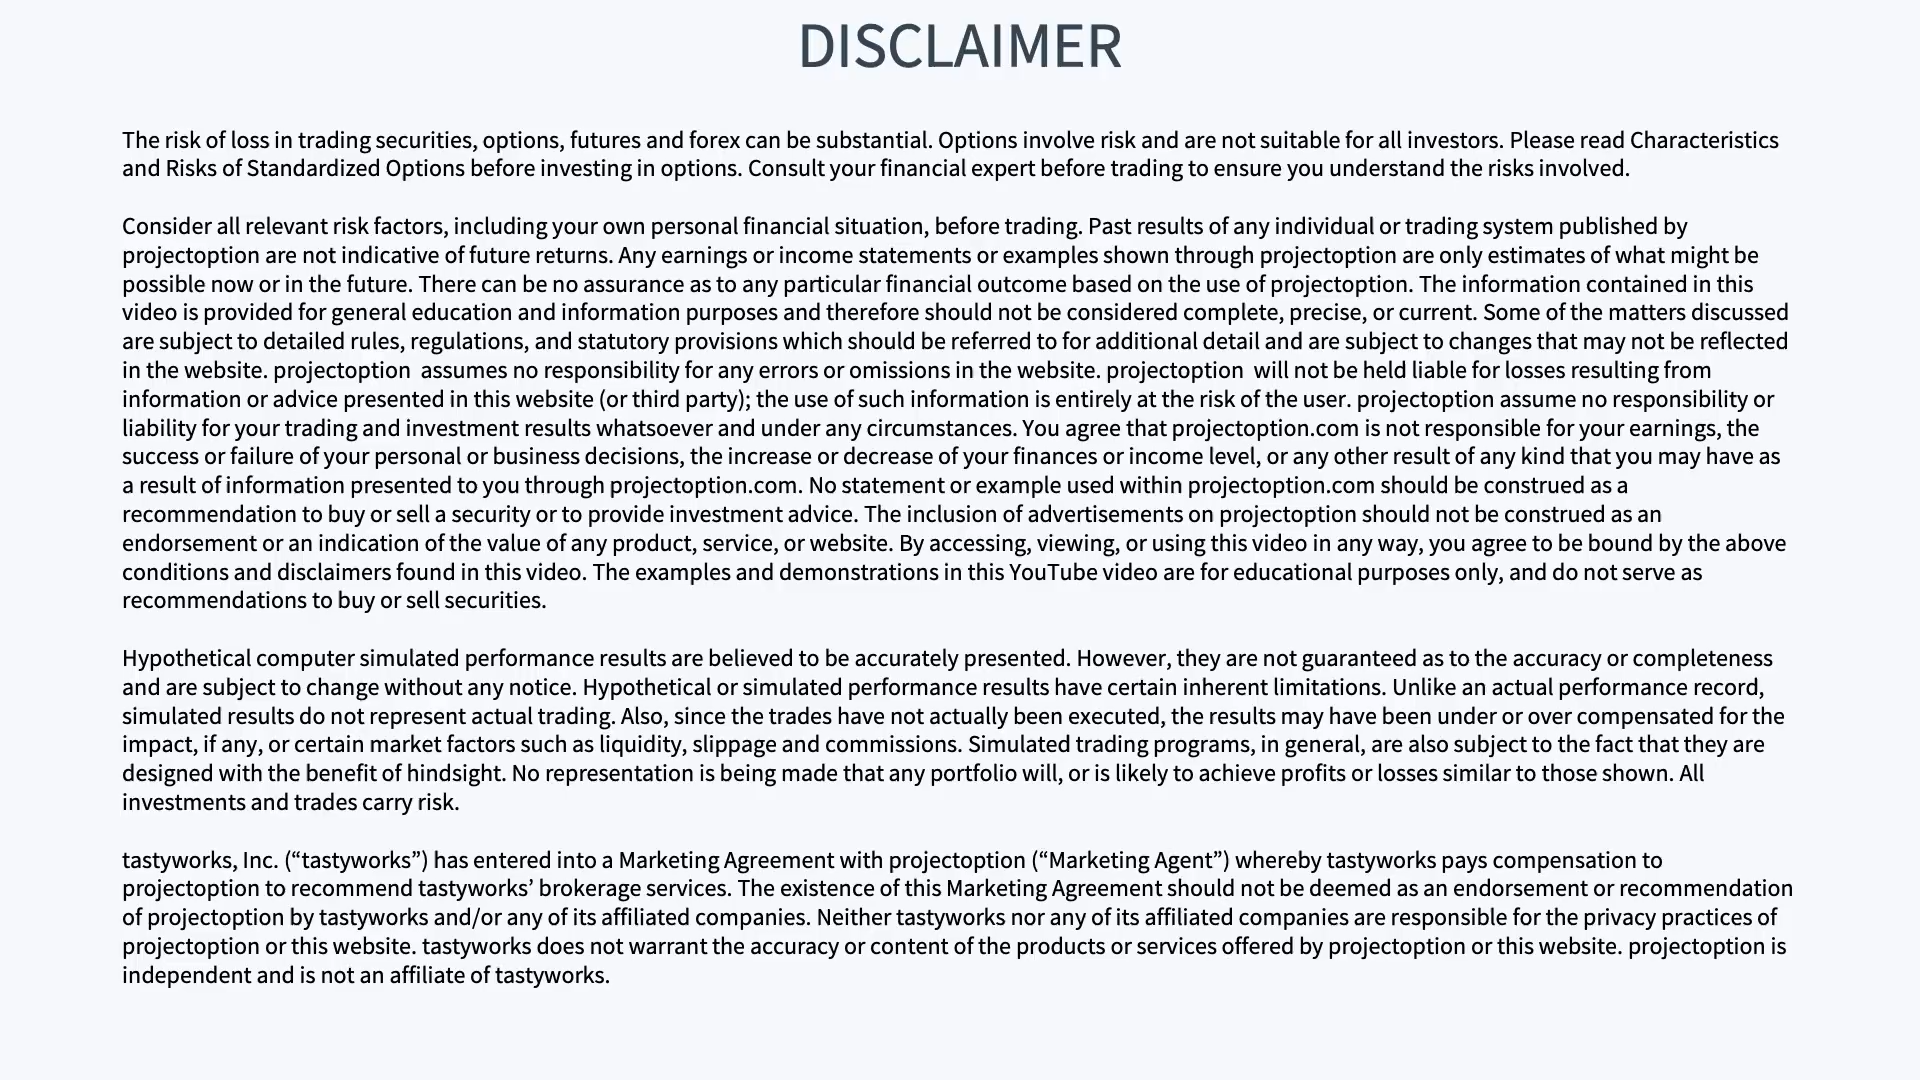 DISCLAIMER
The risk of loss in trading securities, options, futures and forex can be substantial. Options involve risk and are not suitable for all investors. Please read Characteristics
and Risks of Standardized Options before investing in options. Consult your financial expert before trading to ensure you understand the risks involved.
Consider all relevant risk factors, including your own personal financial situation, before trading. Past results of any individual or trading system published by
projectoption are not indicative of future returns. Any earnings or income statements or examples shown through projectoption are only estimates of what might be
possible now or in the future. There can be no assurance as to any particular financial outcome based on the use of projectoption. The information contained in this
video is provided for general education and information purposes and therefore should not be considered complete, precise, or current. Some of the matters discussed
are subject to detailed rules, regulations, and statutory provisions which should be referred to for additional detail and are subject to changes that may not be reflected
in the website. projectoption  assumes no responsibility for any errors or omissions in the website. projectoption  will not be held liable for losses resulting from
information or advice presented in this website (or third party); the use of such information is entirely at the risk of the user. projectoption assume no responsibility or
liability for your trading and investment results whatsoever and under any circumstances. You agree that projectoption.com is not responsible for your earnings, the
success or failure of your personal or business decisions, the increase or decrease of your finances or income level, or any other result of any kind that you may have as
a result of information presented to you through projectoption.com. No statement or example used within projectoption.com should be construed as a
recommendation to buy or sell a security or to provide investment advice. The inclusion of advertisements on projectoption should not be construed as an
endorsement or an indication of the value of any product, service, or website. By accessing, viewing, or using this video in any way, you agree to be bound by the above
conditions and disclaimers found in this video. The examples and demonstrations in this YouTube video are for educational purposes only, and do not serve as
recommendations to buy or sell securities.
Hypothetical computer simulated performance results are believed to be accurately presented. However, they are not guaranteed as to the accuracy or completeness
and are subject to change without any notice. Hypothetical or simulated performance results have certain inherent limitations. Unlike an actual performance record,
simulated results do not represent actual trading. Also, since the trades have not actually been executed, the results may have been under or over compensated for the
impact, if any, or certain market factors such as liquidity, slippage and commissions. Simulated trading programs, in general, are also subject to the fact that they are
designed with the benefit of hindsight. No representation is being made that any portfolio will, or is likely to achieve profits or losses similar to those shown. All
investments and trades carry risk.
tastyworks, Inc. (“tastyworks”) has entered into a Marketing Agreement with projectoption (“Marketing Agent”) whereby tastyworks pays compensation to
projectoption to recommend tastyworks’ brokerage services. The existence of this Marketing Agreement should not be deemed as an endorsement or recommendation
of projectoption by tastyworks and/or any of its affiliated companies. Neither tastyworks nor any of its affiliated companies are responsible for the privacy practices of
projectoption or this website. tastyworks does not warrant the accuracy or content of the products or services offered by projectoption or this website. projectoption is
independent and is not an affiliate of tastyworks.